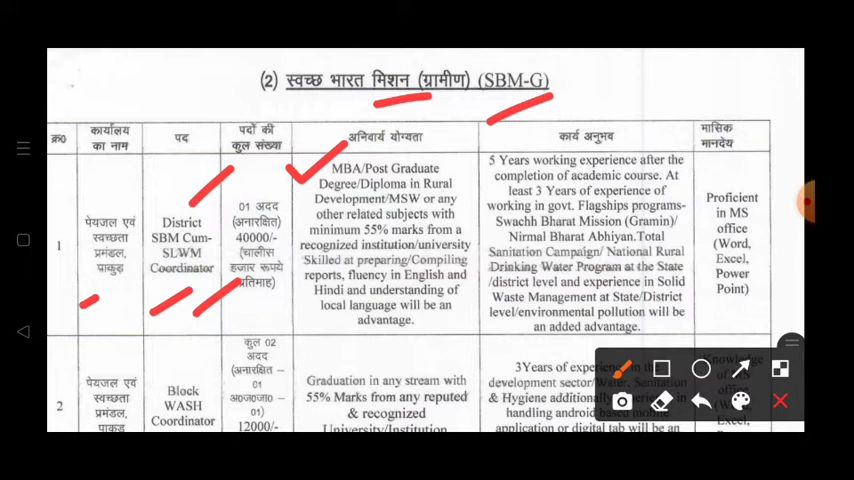 (2) स्वच्छ भारत मिशन (ग्रामीण) (SBM-G)
क्र0
कार्यालय
का नाम
पद
पदों की
कुल संख्या
अनिवार्य योग्यता
कार्य अनुभव
मासिक
मानदेय
1
पेयजल एवं
स्वच्छता
प्रमंडल,
पाकुड़
District
SBM Cum-
SLWM
Coordinator
01 अदद
(अनारक्षित)
40000/-
(चालीस
हजार रूपये
प्रतिमाह)
MBA/Post Graduate
Degree/Diploma in Rural
Development/MSW or any
other related subjects with
minimum 55% marks from a
recognized institution/university
Skilled at preparing/Compiling
reports, fluency in English and
Hindi and understanding of
local language will be an
advantage.
5 Years working experience after the
completion of academic course. At
least 3 Years of experience of
working in govt. Flagships programs-
Swachh Bharat Mission (Gramin)/
Nirmal Bharat Abhiyan.Total
Sanitation Campaign/ National Rural
Drinking Water Program at the State
/district level and experience in Solid
Waste Management at State/District
level/environmental pollution will be
an added advantage.
Proficient
in MS
office
(Word,
Excel,
Power
Point)
2
पेयजल एवं
स्वच्छता
प्रमंडल,
पाकुड़
Block
WASH
Coordinator
कुल 02
अदद
(अनारक्षित –
01
अ0ज0जा0 –
01)
12000/-
Graduation in any stream with
55% Marks from any reputed
& recognized
University/Institution
3Years of experience in the
development sector/Water, Sanitation
& Hygiene additionally experience in
handling android based mobile
application or digital tab will be an
Knowledge
of MS
office
Excel,